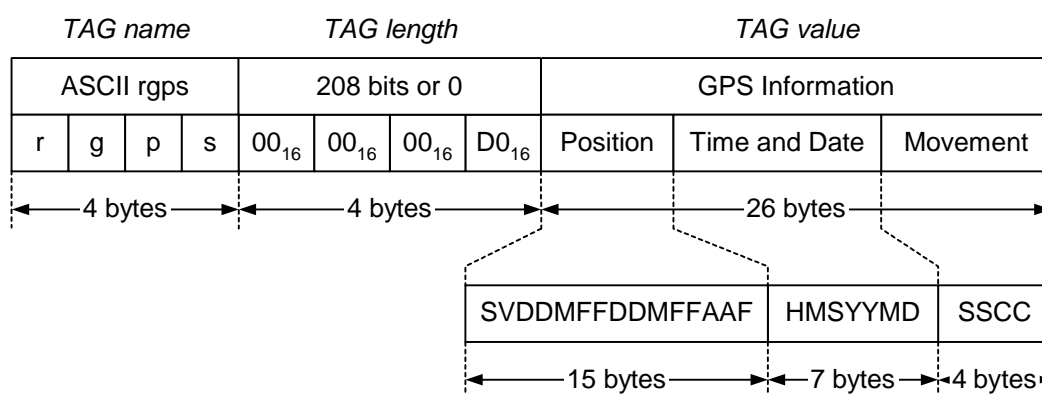 TAG name TAG length TAG value
ASCII rgps 208 bits or 0 GPS Information
r g p s 00₁₆ 00₁₆ 00₁₆ D0₁₆ Position Time and Date Movement
4 bytes 4 bytes 26 bytes
SVDDMFFDDMFFAAF HMSYYMD SSCC
15 bytes 7 bytes 4 bytes